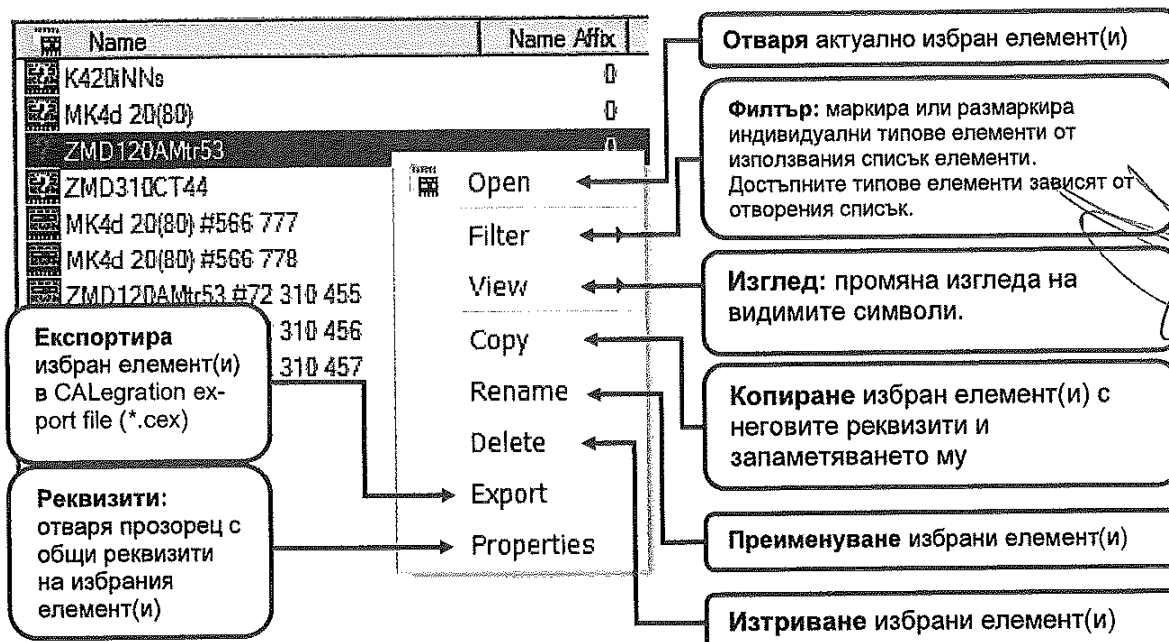 Name
Name Affix
K420iNNs
0
MK4d 20(80)
0
ZMD120AMtr53
0
ZMD310CT44
MK4d 20(80) #566 777
MK4d 20(80) #566 778
ZMD120AMtr53 #72 310 455
310 456
310 457
Open
Filter
View
Copy
Rename
Delete
Export
Properties
Експортира
избран елемент(и)
в CALegration ex-
port file (*.cex)
Реквизити:
отваря прозорец с
общи реквизити
на избрания
елемент(и)
Отваря актуално избран елемент(и)
Филтър: маркира или размаркира
индивидуални типове елементи от
използвания списък елементи.
Достъпните типове елементи зависят от
отворения списък.
Изглед: промяна изгледа на
видимите символи.
Копиране избран елемент(и) с
неговите реквизити и
запаметяването му
Преименуване избрани елемент(и)
Изтриване избрани елемент(и)